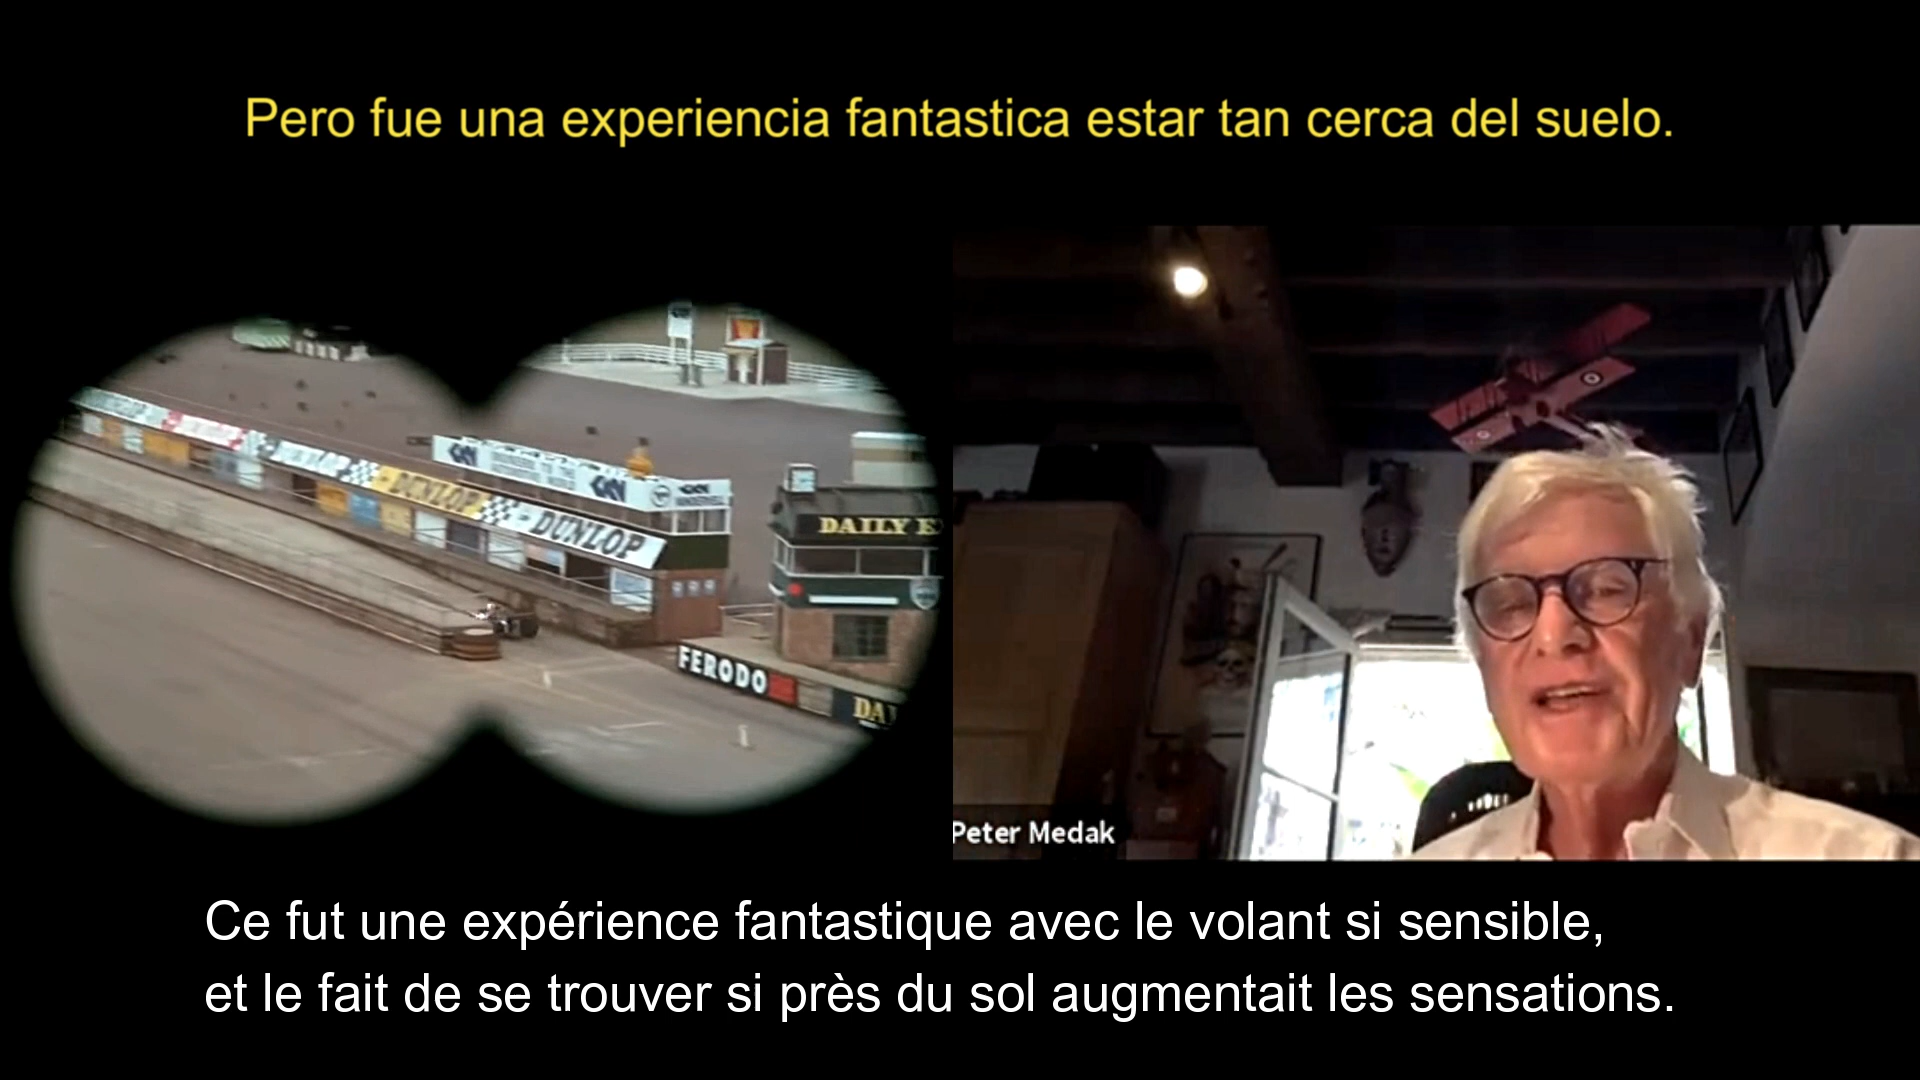 Pero fue una experiencia fantastica estar tan cerca del suelo.
DUNLOP
DUNLOP
DAILY E
FERODO
DA
Peter Medak
Ce fut une expérience fantastique avec le volant si sensible,
et le fait de se trouver si près du sol augmentait les sensations.